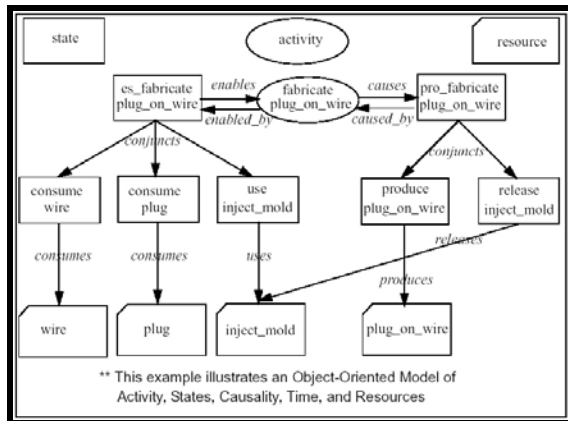 state
activity
resource
es_fabricate
plug_on_wire
enables
enabled_by
fabricate
plug_on_wire
causes
caused_by
pro_fabricate
plug_on_wire
conjuncts
conjuncts
consume
wire
consume
plug
use
inject_mold
produce
plug_on_wire
release
inject_mold
consumes
consumes
uses
releases
produces
wire
plug
inject_mold
plug_on_wire
** This example illustrates an Object-Oriented Model of
Activity, States, Causality, Time, and Resources